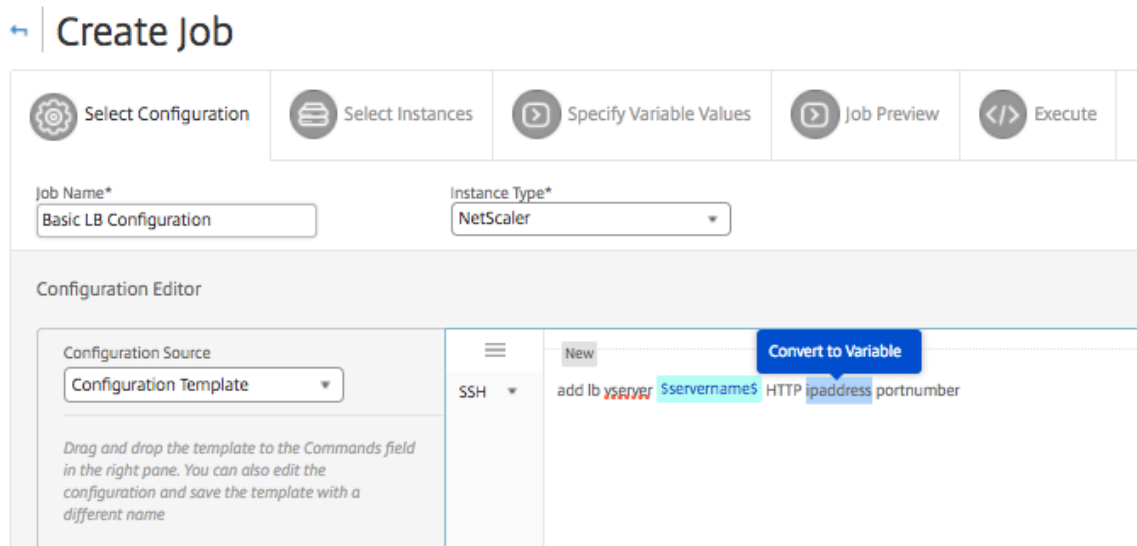 Create Job
Select Configuration
Select Instances
Specify Variable Values
Job Preview
Execute
Job Name*
Instance Type*
Basic LB Configuration
NetScaler
Configuration Editor
Configuration Source
Configuration Template
Drag and drop the template to the Commands field
in the right pane. You can also edit the
configuration and save the template with a
different name
New
Convert to Variable
SSH
add lb vserver $servername$ HTTP ipaddress portnumber